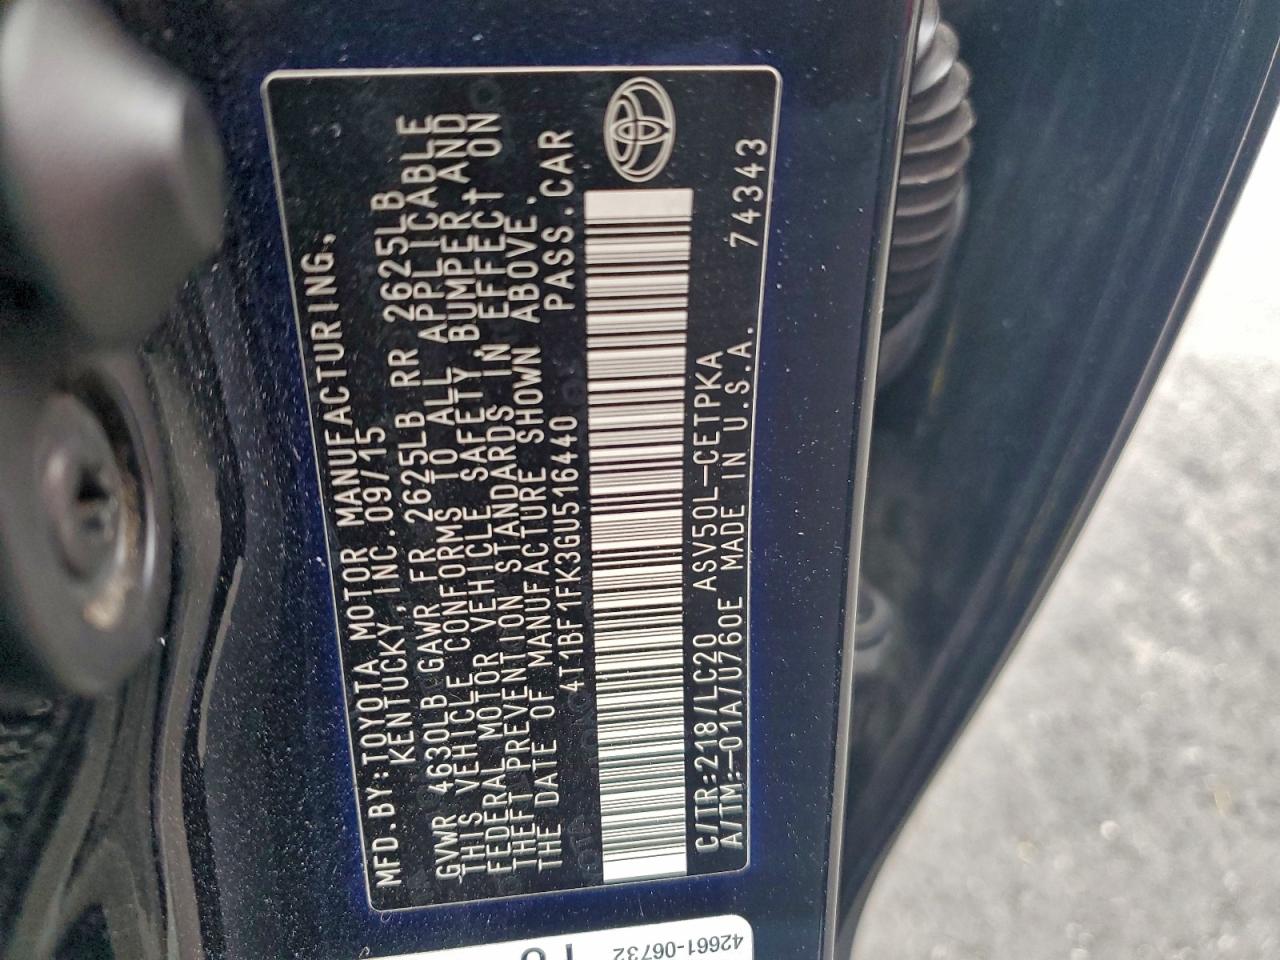 MFD.BY:TOYOTA MOTOR MANUFACTURING,
KENTUCKY,INC.09/15
GVWR 4630LB GAWR FR 2625LB RR 2625LB
THIS VEHICLE CONFORMS TO ALL APPLICABLE
FEDERAL MOTOR VEHICLE SAFETY,BUMPER,AND
THEFT PREVENTION STANDARDS IN EFFECT ON
THE DATE OF MANUFACTURE SHOWN ABOVE.
4T1BF1FK3GU516440 PASS.CAR
C/TR:218/LC20 ASV50L-CETPKA
A/TM:-01A/U760E MADE IN U.S.A. 74343
42661-06732